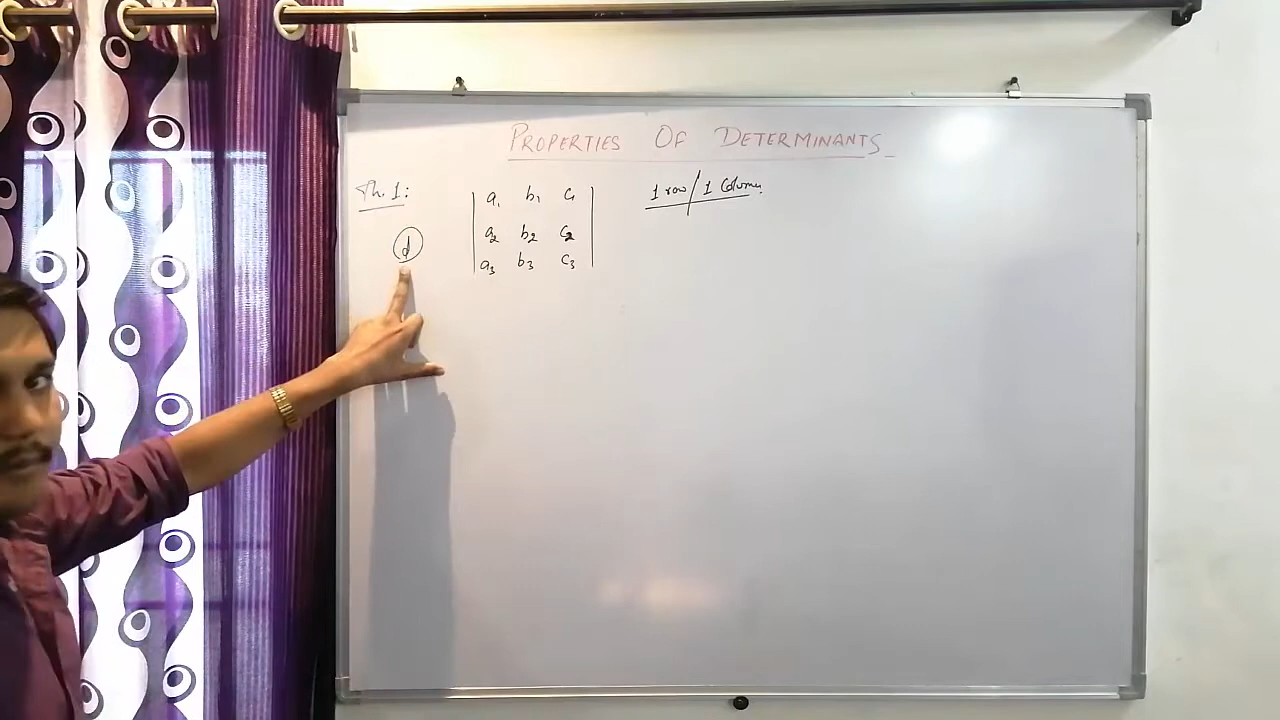 PROPERTIES OF DETERMINANTS
Th. 1:
1 row / 1 Column
a₁ b₁ c₁
a₂ b₂ c₂
d
a₃ b₃ c₃